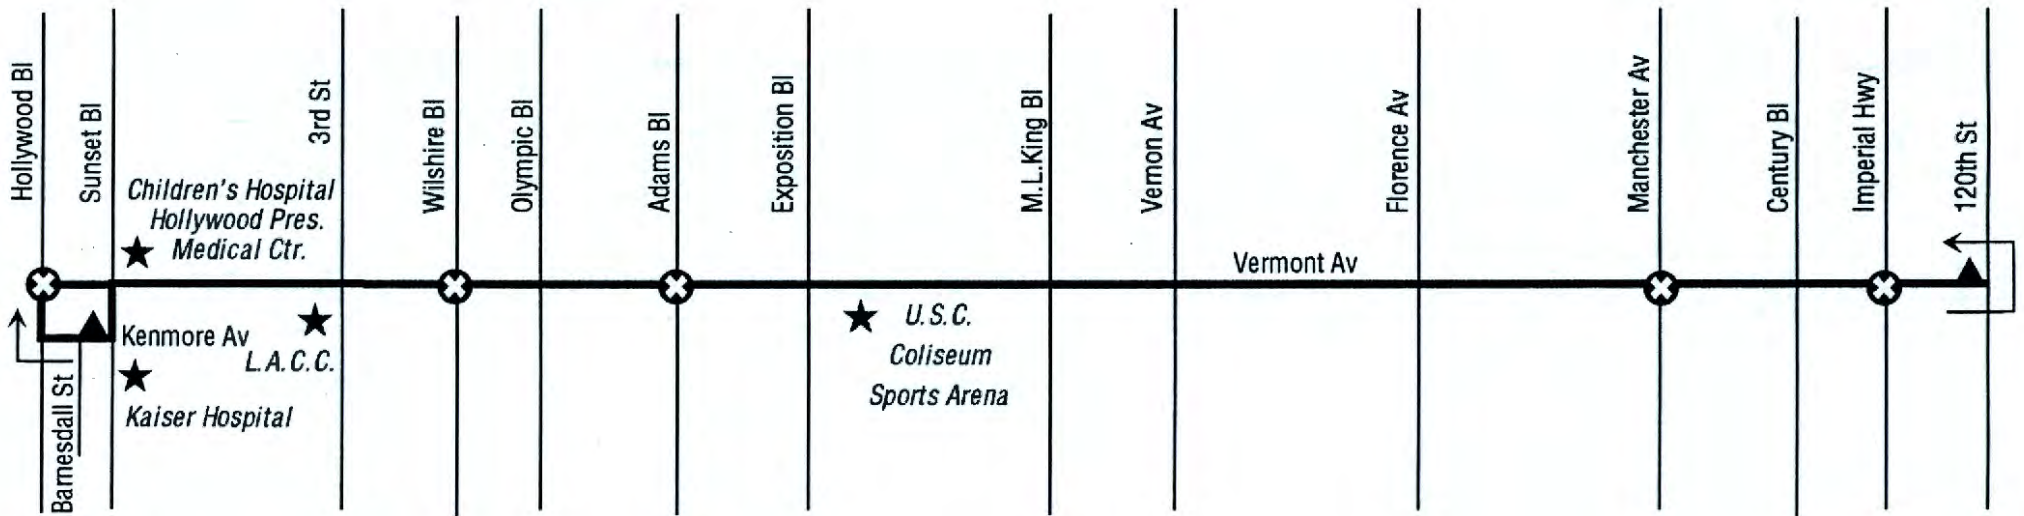 Hollywood Bl
Sunset Bl
3rd St
Wilshire Bl
Olympic Bl
Adams Bl
Exposition Bl
M.L.King Bl
Vernon Av
Florence Av
Manchester Av
Century Bl
Imperial Hwy
120th St
Children's Hospital
Hollywood Pres.
Medical Ctr.
Vermont Av
Kenmore Av
L.A.C.C.
U.S.C.
Coliseum
Sports Arena
Barnesdall St
Kaiser Hospital